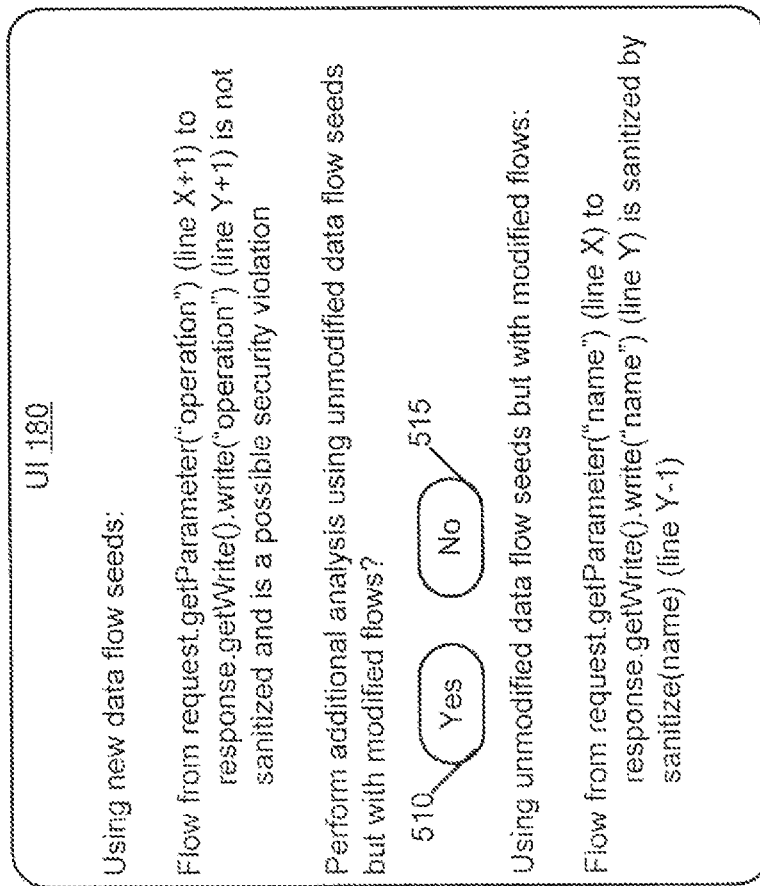 UI 180
Using new data flow seeds:
Flow from request.getParameter("operation") (line X+1) to
response.getWrite().write("operation") (line Y+1) is not
sanitized and is a possible security violation
Perform additional analysis using unmodified data flow seeds
but with modified flows?
510
Yes
No
515
Using unmodified data flow seeds but with modified flows:
Flow from request.getParameter("name") (line X) to
response.getWrite().write("name") (line Y) is sanitized by
sanitize(name) (line Y-1)